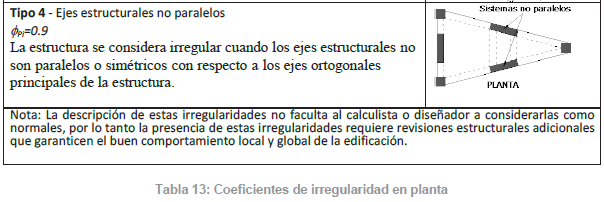 Tipo 4 - Ejes estructurales no paralelos
ϕPi=0.9
La estructura se considera irregular cuando los ejes estructurales no
son paralelos o simétricos con respecto a los ejes ortogonales
principales de la estructura.
Sistemas no paralelos
PLANTA
Nota: La descripción de estas irregularidades no faculta al calculista o diseñador a considerarlas como
normales, por lo tanto la presencia de estas irregularidades requiere revisiones estructurales adicionales
que garanticen el buen comportamiento local y global de la edificación.
Tabla 13: Coeficientes de irregularidad en planta